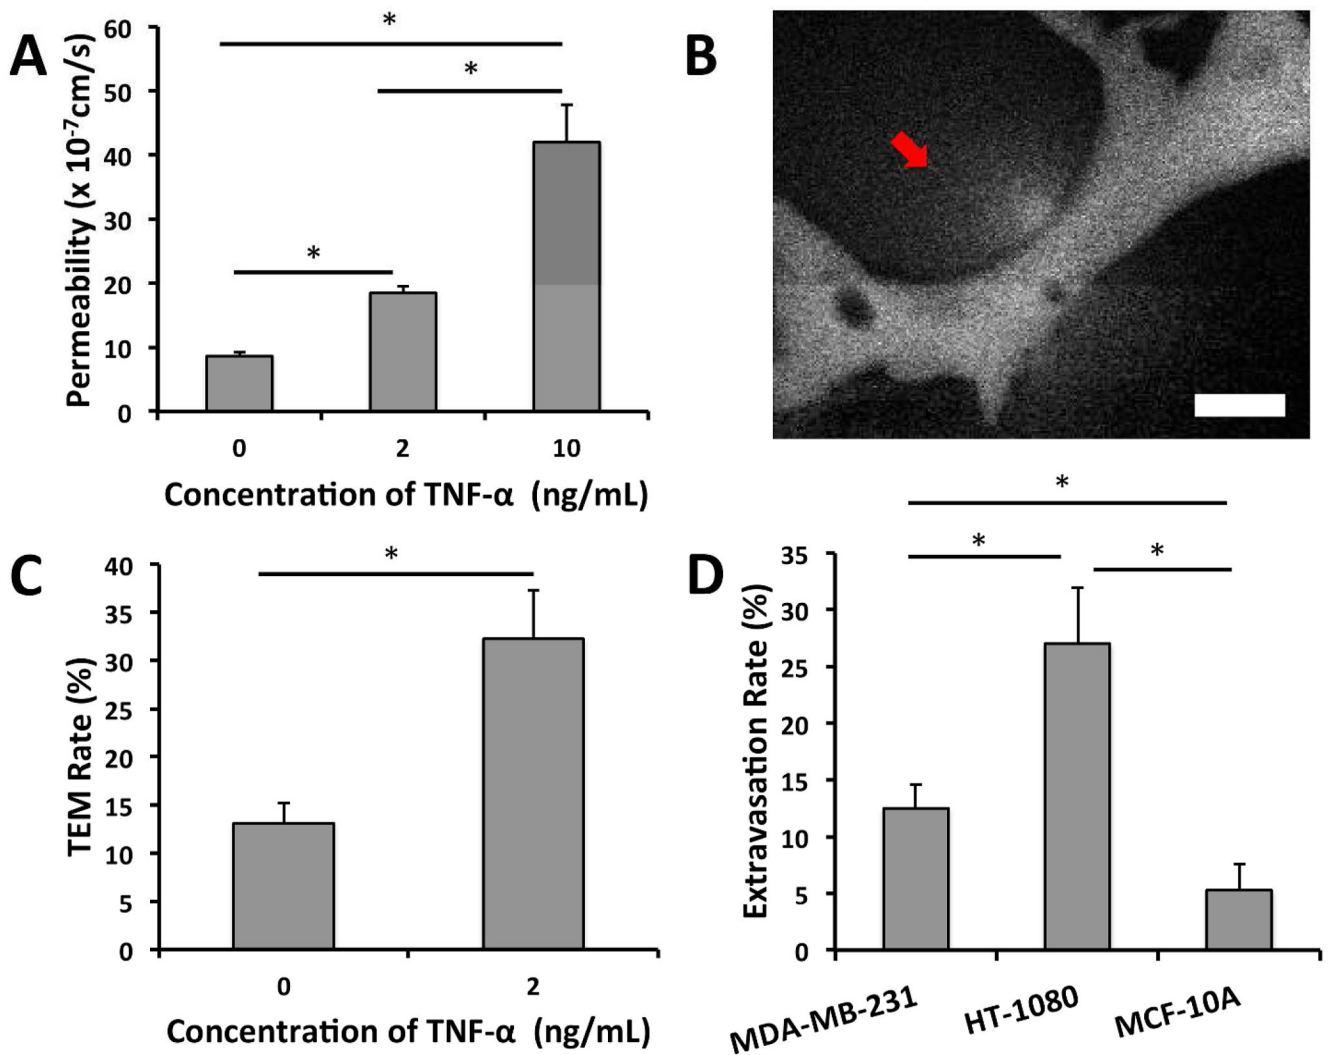 A
Permeability (x 10-7cm/s)
60
50
40
30
20
10
0
*
*
*
0 2 10
Concentration of TNF-α (ng/mL)
B
C
TEM Rate (%)
40
35
30
25
20
15
10
5
0
*
0 2
Concentration of TNF-α (ng/mL)
D
Extravasation Rate (%)
35
30
25
20
15
10
5
0
*
*
*
MDA-MB-231 HT-1080 MCF-10A